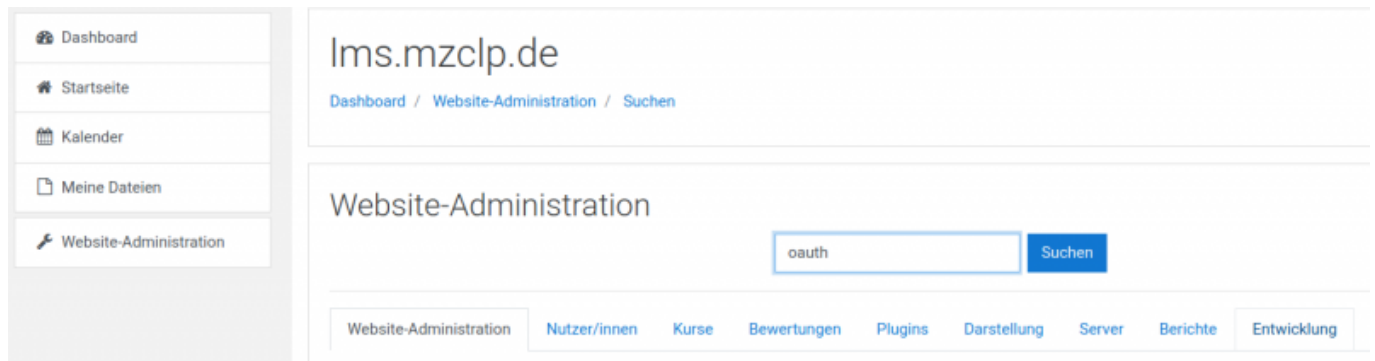 Dashboard
Startseite
Kalender
Meine Dateien
Website-Administration
lms.mzclp.de
Dashboard / Website-Administration / Suchen
Website-Administration
oauth Suchen
Website-Administration Nutzer/innen Kurse Bewertungen Plugins Darstellung Server Berichte Entwicklung